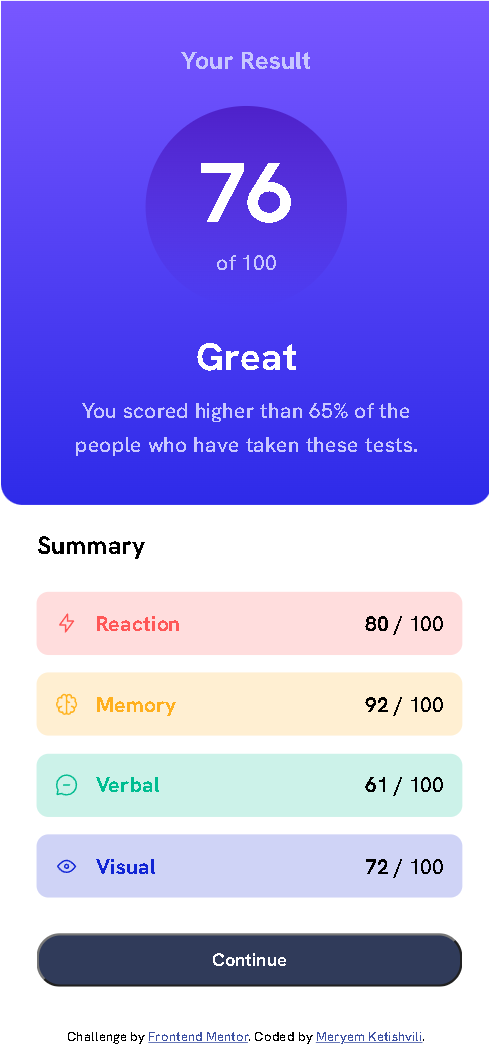 Your Result
76
of 100
Great
You scored higher than 65% of the
people who have taken these tests.
Summary
Reaction 80 / 100
Memory 92 / 100
Verbal 61 / 100
Visual 72 / 100
Continue
Challenge by Frontend Mentor. Coded by Meryem Ketishvili.